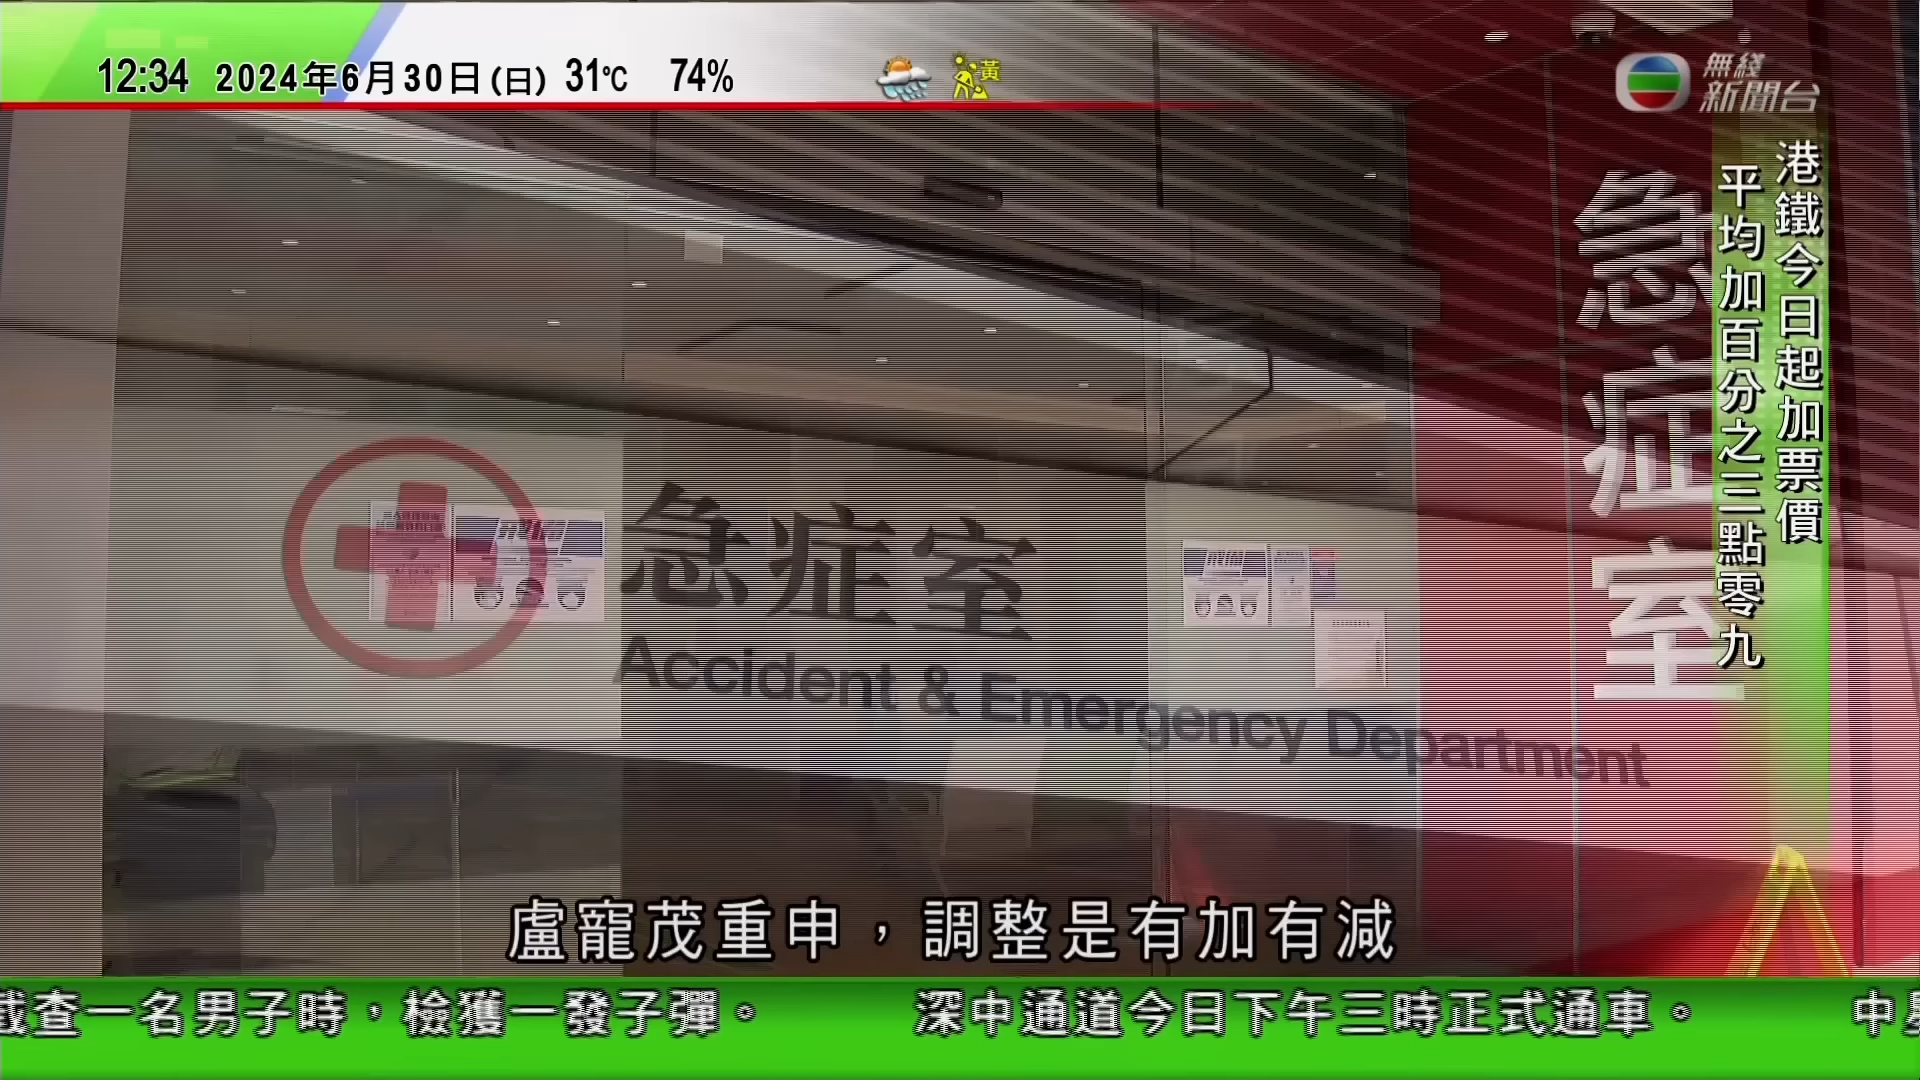 12:34 2024年6月30日(日) 31℃ 74%
黃
無綫
新聞台
港鐵今日起加票價
平均加百分之三點零九
急症室
急症室
Accident & Emergency Department
盧寵茂重申，調整是有加有減
截查一名男子時，檢獲一發子彈。 深中通道今日下午三時正式通車。 中